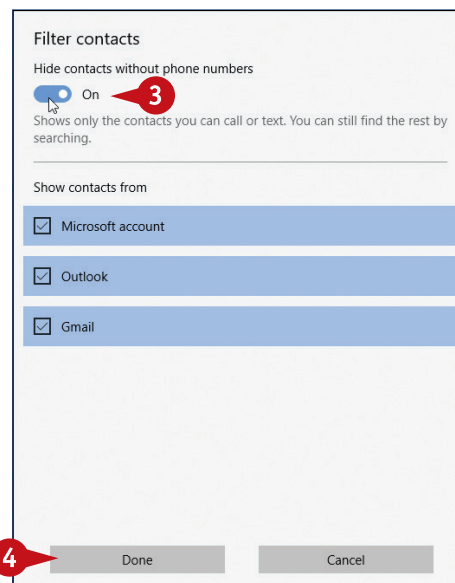 Filter contacts
Hide contacts without phone numbers
On
3
Shows only the contacts you can call or text. You can still find the rest by
searching.
Show contacts from
Microsoft account
Outlook
Gmail
4
Done
Cancel